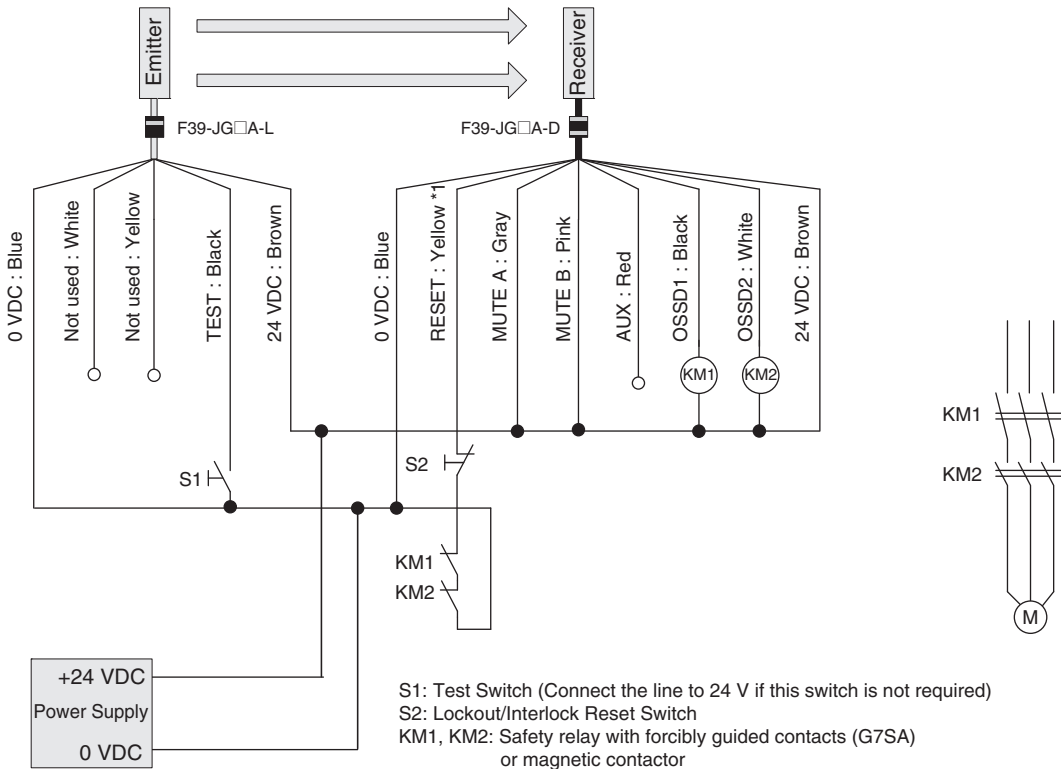 Emitter
Receiver
F39-JG□A-L
F39-JG□A-D
0 VDC : Blue
Not used : White
Not used : Yellow
TEST : Black
24 VDC : Brown
0 VDC : Blue
RESET : Yellow *1
MUTE A : Gray
MUTE B : Pink
AUX : Red
OSSD1 : Black
OSSD2 : White
24 VDC : Brown
KM1
KM2
KM1
S1
S2
KM2
KM1
KM2
M
+24 VDC
Power Supply
0 VDC
S1: Test Switch (Connect the line to 24 V if this switch is not required)
S2: Lockout/Interlock Reset Switch
KM1, KM2: Safety relay with forcibly guided contacts (G7SA)
or magnetic contactor